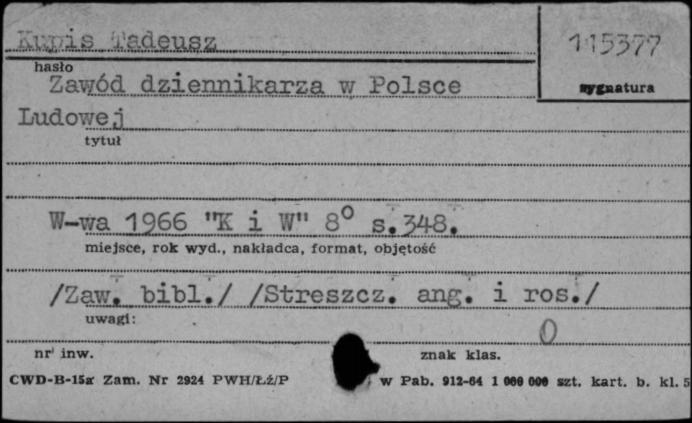 Kupis Tadeusz
115377
hasło
sygnatura
Zawód dziennikarza w Polsce
Ludowej
tytuł
W-wa 1966 "K i W" 8⁰ s.348.
miejsce, rok wyd., nakładca, format, objętość
/Zaw. bibl./ /Streszcz. ang. i ros./
uwagi:
0
nr inw.
znak klas.
CWD-B-15a Zam. Nr 2924 PWH/Łź/P w Pab. 912-64 1 000 000 szt. kart. b. kl. 5